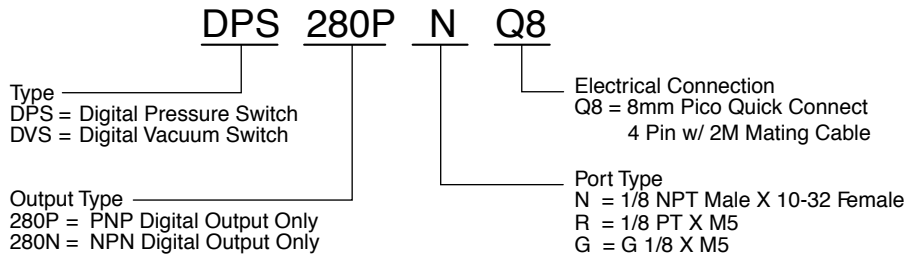 DPS 280P N Q8
Type
DPS = Digital Pressure Switch
DVS = Digital Vacuum Switch
Output Type
280P = PNP Digital Output Only
280N = NPN Digital Output Only
Electrical Connection
Q8 = 8mm Pico Quick Connect
4 Pin w/ 2M Mating Cable
Port Type
N = 1/8 NPT Male X 10-32 Female
R = 1/8 PT X M5
G = G 1/8 X M5